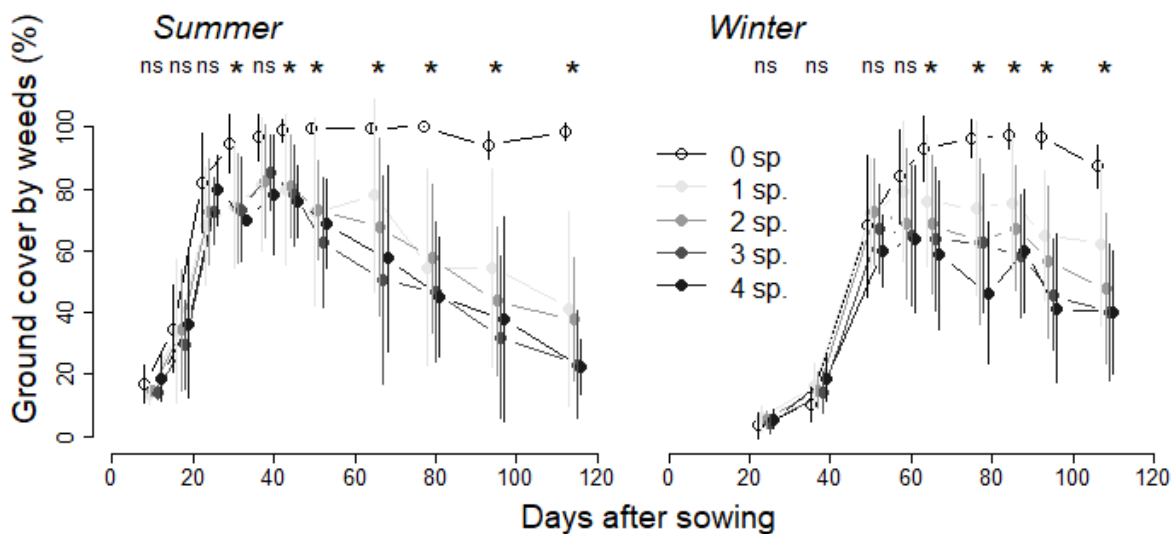 Summer
Winter
ns ns ns * ns * * * * * *
ns ns ns ns * * * * *
Ground cover by weeds (%)
100
80
60
40
20
0
0 sp
1 sp.
2 sp.
3 sp.
4 sp.
0 20 40 60 80 100 120
0 20 40 60 80 100 120
Days after sowing